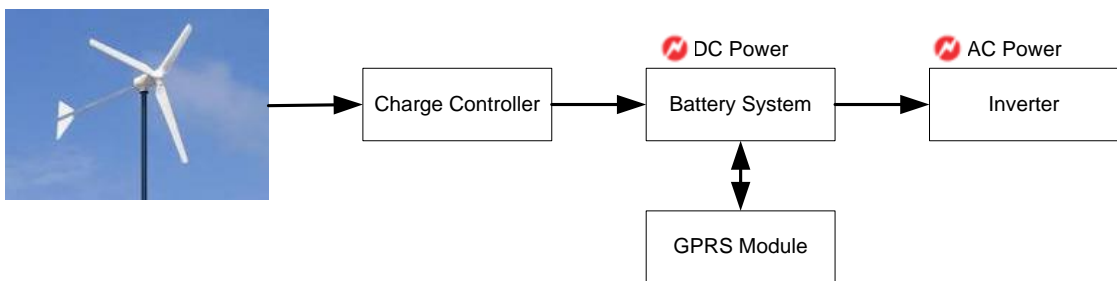 DC Power
AC Power
Charge Controller
Battery System
Inverter
GPRS Module